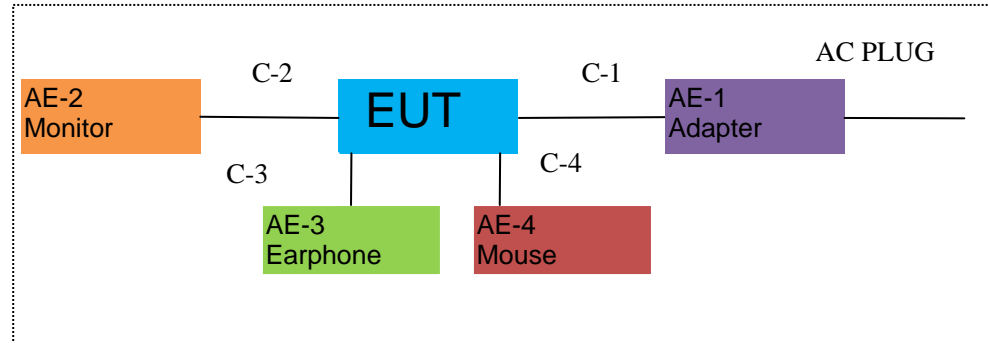 AC PLUG
C-2
C-1
AE-2
Monitor
EUT
AE-1
Adapter
C-3
C-4
AE-3
Earphone
AE-4
Mouse